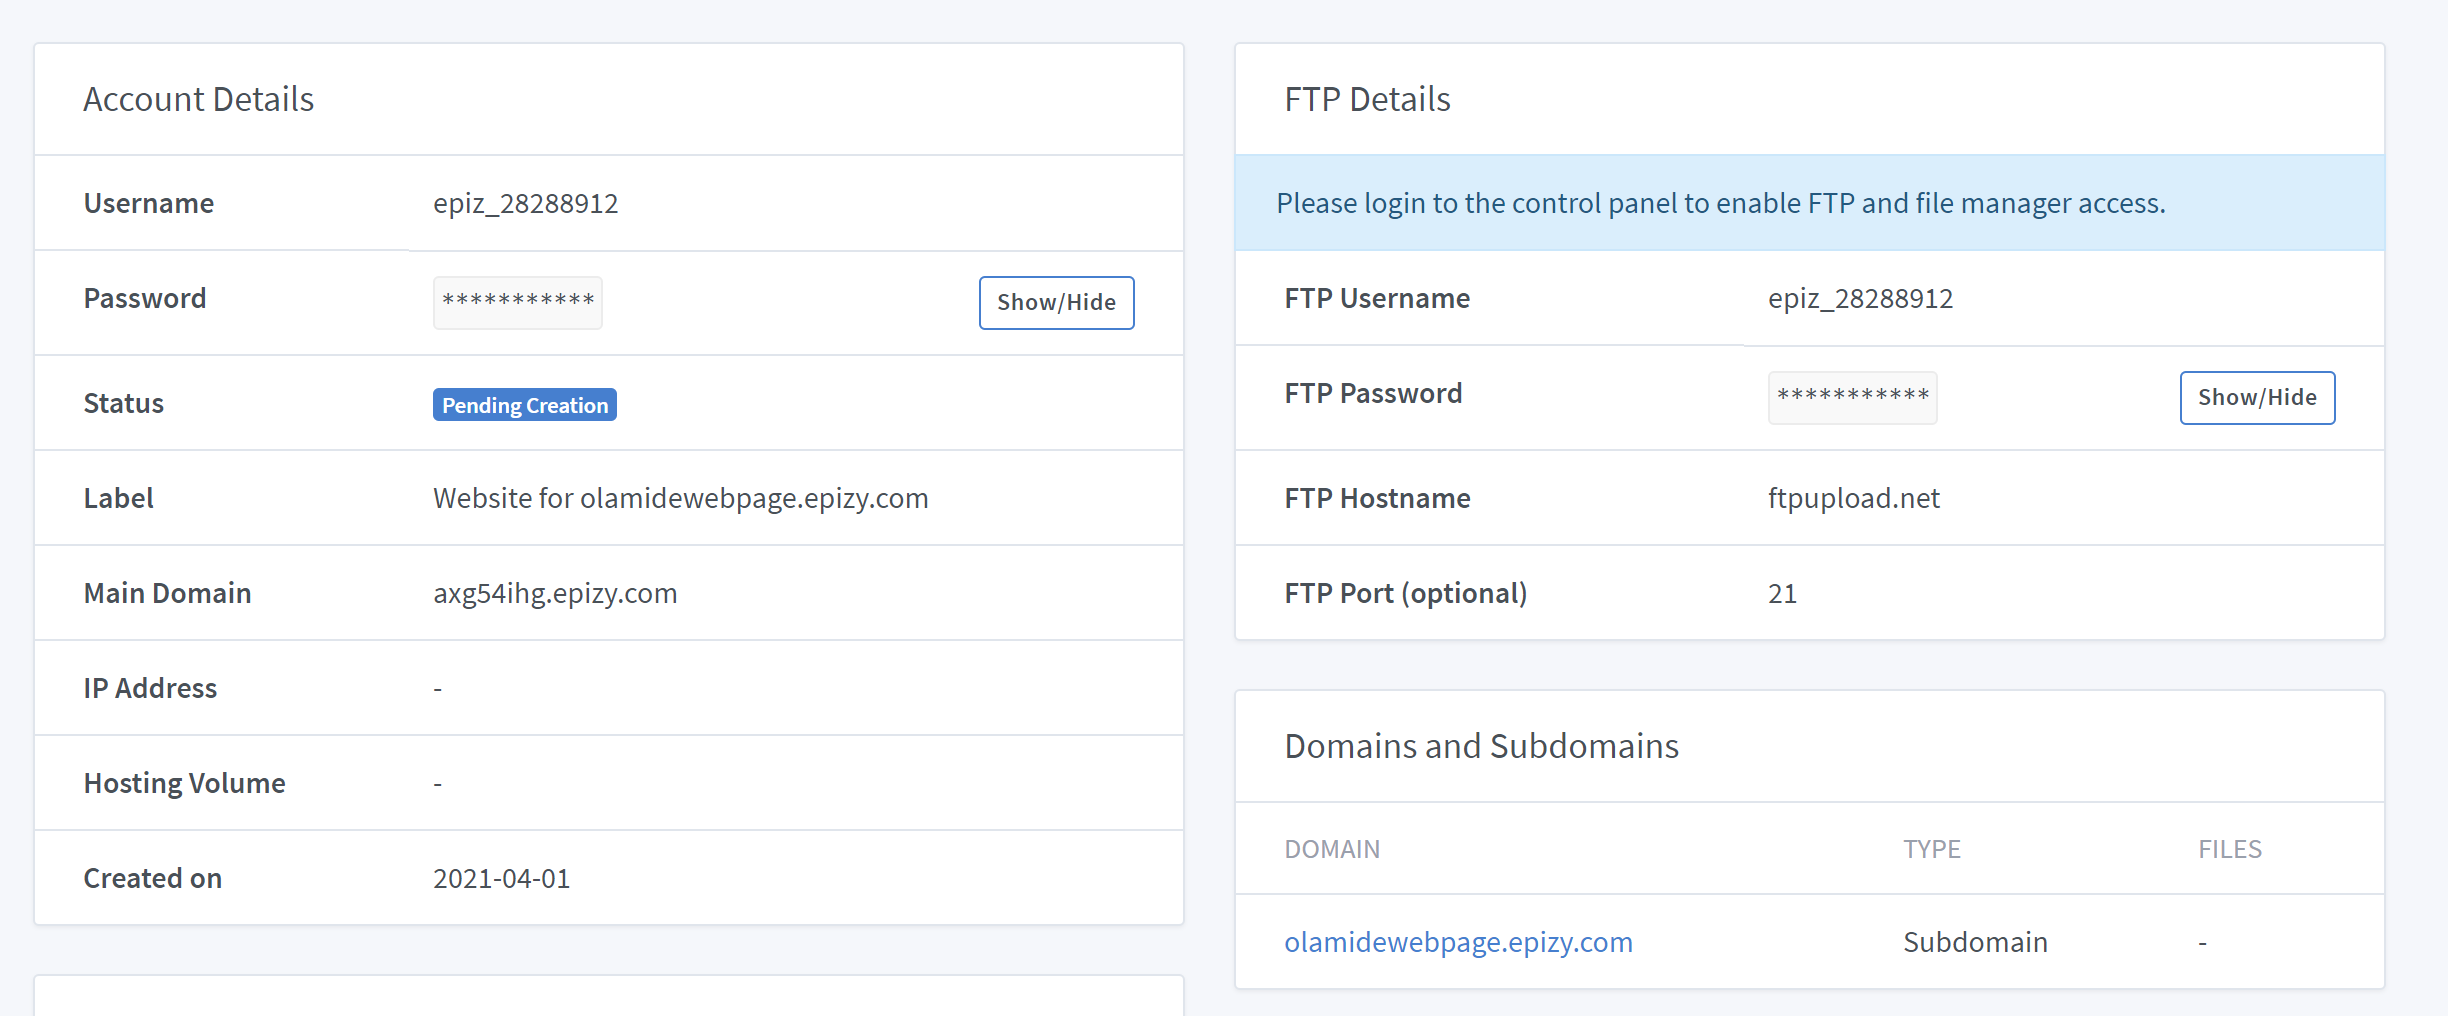 Account Details
Username epiz_28288912
Password *********** Show/Hide
Status Pending Creation
Label Website for olamidewebpage.epizy.com
Main Domain axg54ihg.epizy.com
IP Address -
Hosting Volume -
Created on 2021-04-01
FTP Details
Please login to the control panel to enable FTP and file manager access.
FTP Username epiz_28288912
FTP Password *********** Show/Hide
FTP Hostname ftpupload.net
FTP Port (optional) 21
Domains and Subdomains
DOMAIN TYPE FILES
olamidewebpage.epizy.com Subdomain -